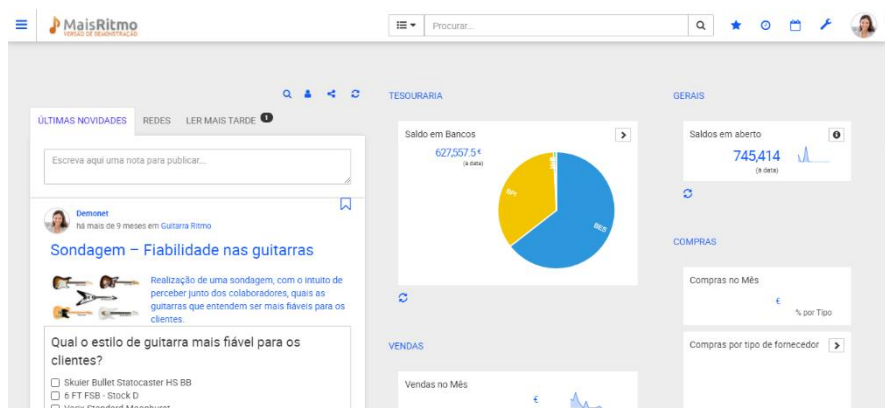 MaisRitmo
VERSÃO DE DEMONSTRAÇÃO
Procurar...
ÚLTIMAS NOVIDADES
REDES
LER MAIS TARDE 1
Escreva aqui uma nota para publicar...
Demonet
há mais de 9 meses em Guitarra Ritmo
Sondagem – Fiabilidade nas guitarras
Realização de uma sondagem, com o intuito de
perceber junto dos colaboradores, quais as
guitarras que entendem ser mais fiáveis para os
clientes.
Qual o estilo de guitarra mais fiável para os
clientes?
Skuier Bullet Statocaster HS BB
6 FT FSB - Stock D
TESOURARIA
Saldo em Bancos
627,557.5 €
(à data)
BPI
BES
VENDAS
Vendas no Mês
€
GERAIS
Saldos em aberto
745,414
(à data)
COMPRAS
Compras no Mês
€
% por Tipo
Compras por tipo de fornecedor